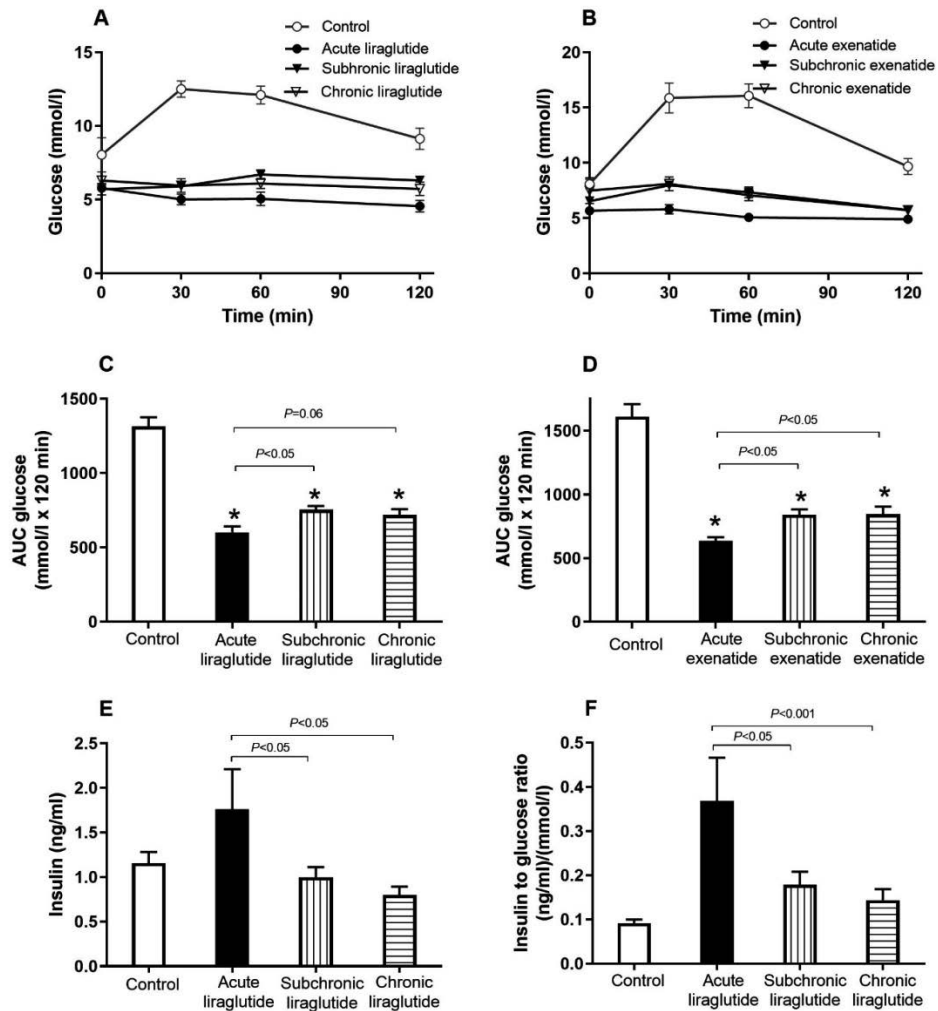 A
Control
Acute liraglutide
Subhronic liraglutide
Chronic liraglutide
Glucose (mmol/l)
15
10
5
0
0 30 60 90 120
Time (min)
B
Control
Acute exenatide
Subchronic exenatide
Chronic exenatide
Glucose (mmol/l)
20
15
10
5
0
0 30 60 90 120
Time (min)
C
AUC glucose
(mmol/l x 120 min)
1500
1000
500
0
P=0.06
P<0.05
* * *
Control
Acute liraglutide
Subchronic liraglutide
Chronic liraglutide
D
AUC glucose
(mmol/l x 120 min)
1500
1000
500
0
P<0.05
P<0.05
* * *
Control
Acute exenatide
Subchronic exenatide
Chronic exenatide
E
Insulin (ng/ml)
2.5
2.0
1.5
1.0
0.5
0.0
P<0.05
P<0.05
Control
Acute liraglutide
Subchronic liraglutide
Chronic liraglutide
F
Insulin to glucose ratio
(ng/ml)/(mmol/l)
0.5
0.4
0.3
0.2
0.1
0.0
P<0.001
P<0.05
Control
Acute liraglutide
Subchronic liraglutide
Chronic liraglutide